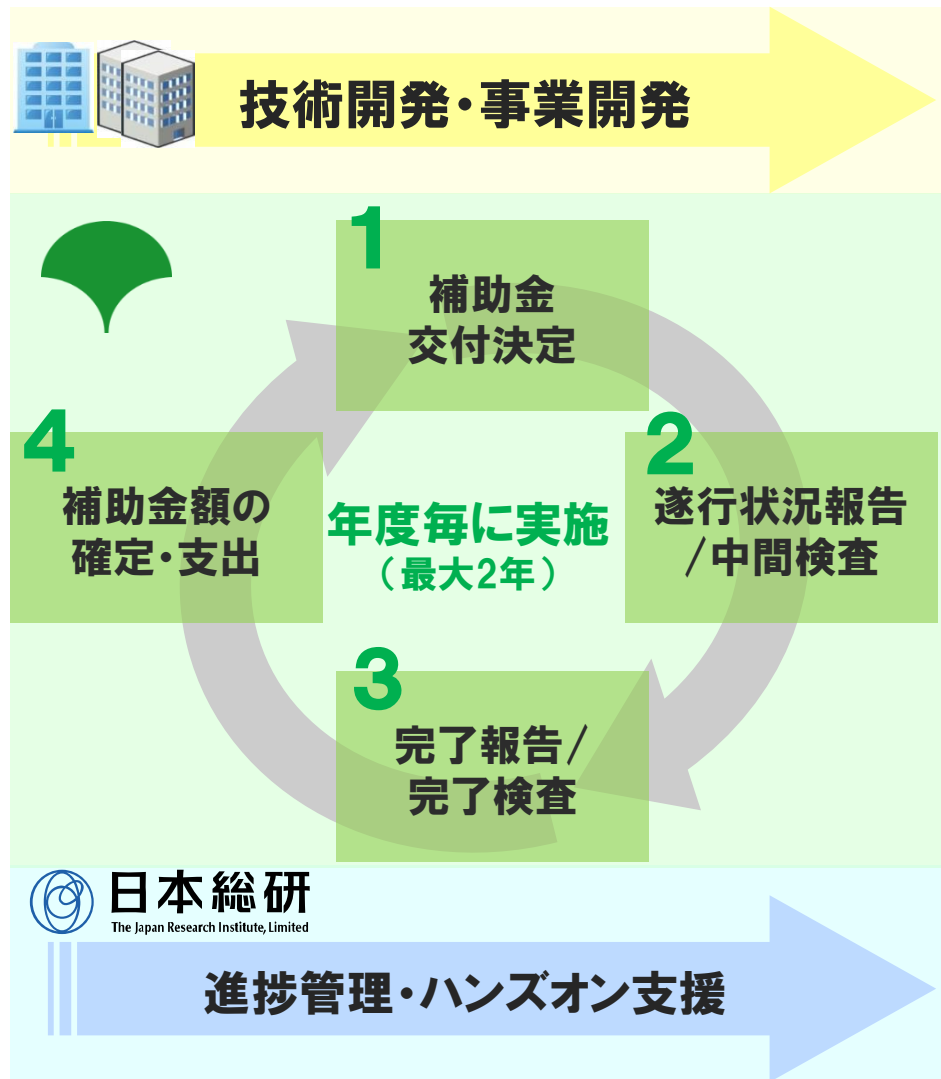 技術開発・事業開発
1
補助金
交付決定
2
遂行状況報告
/中間検査
年度毎に実施
（最大2年）
3
完了報告/
完了検査
4
補助金額の
確定・支出
日本総研
The Japan Research Institute, Limited
進捗管理・ハンズオン支援